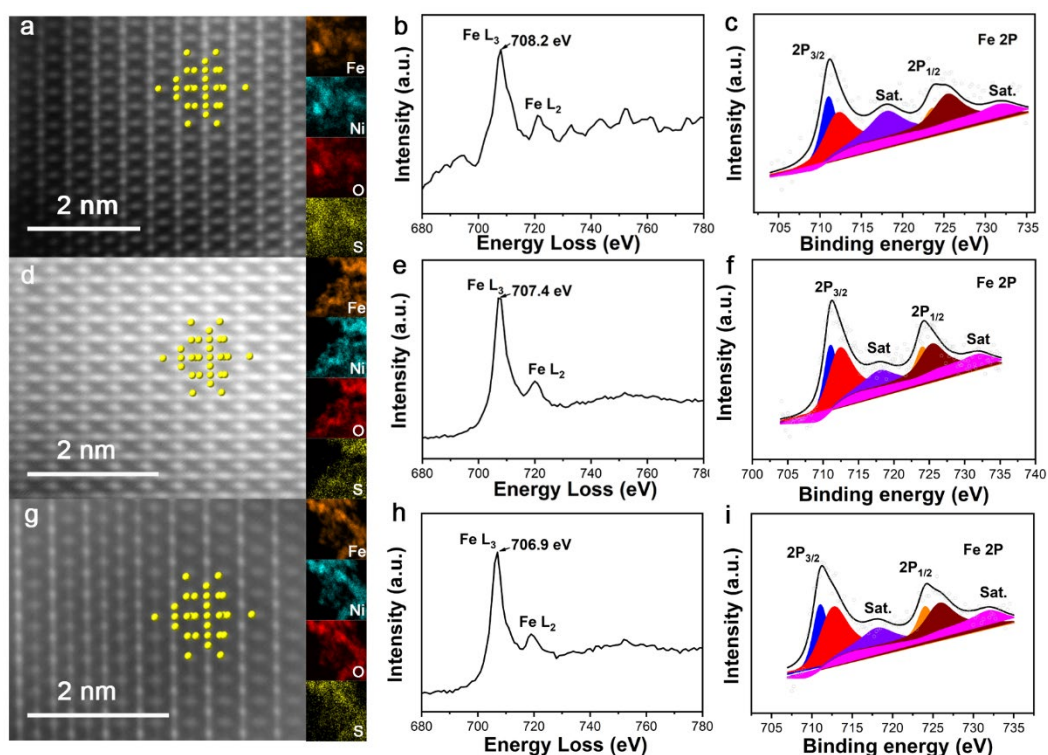 a
2 nm
Fe
Ni
O
S
b
Fe L3
708.2 eV
Fe L2
Intensity (a.u.)
680 700 720 740 760 780
Energy Loss (eV)
c
Fe 2P
2P3/2
Sat.
2P1/2
Sat.
Intensity (a.u.)
705 710 715 720 725 730 735
Binding energy (eV)
d
2 nm
Fe
Ni
O
S
e
Fe L3
707.4 eV
Fe L2
Intensity (a.u.)
680 700 720 740 760 780
Energy Loss (eV)
f
Fe 2P
2P3/2
Sat
2P1/2
Sat
Intensity (a.u.)
700 705 710 715 720 725 730 735 740
Binding energy (eV)
g
2 nm
Fe
Ni
O
S
h
Fe L3
706.9 eV
Fe L2
Intensity (a.u.)
680 700 720 740 760 780
Energy Loss (eV)
i
Fe 2P
2P3/2
Sat.
2P1/2
Sat.
Intensity (a.u.)
705 710 715 720 725 730 735
Binding energy (eV)